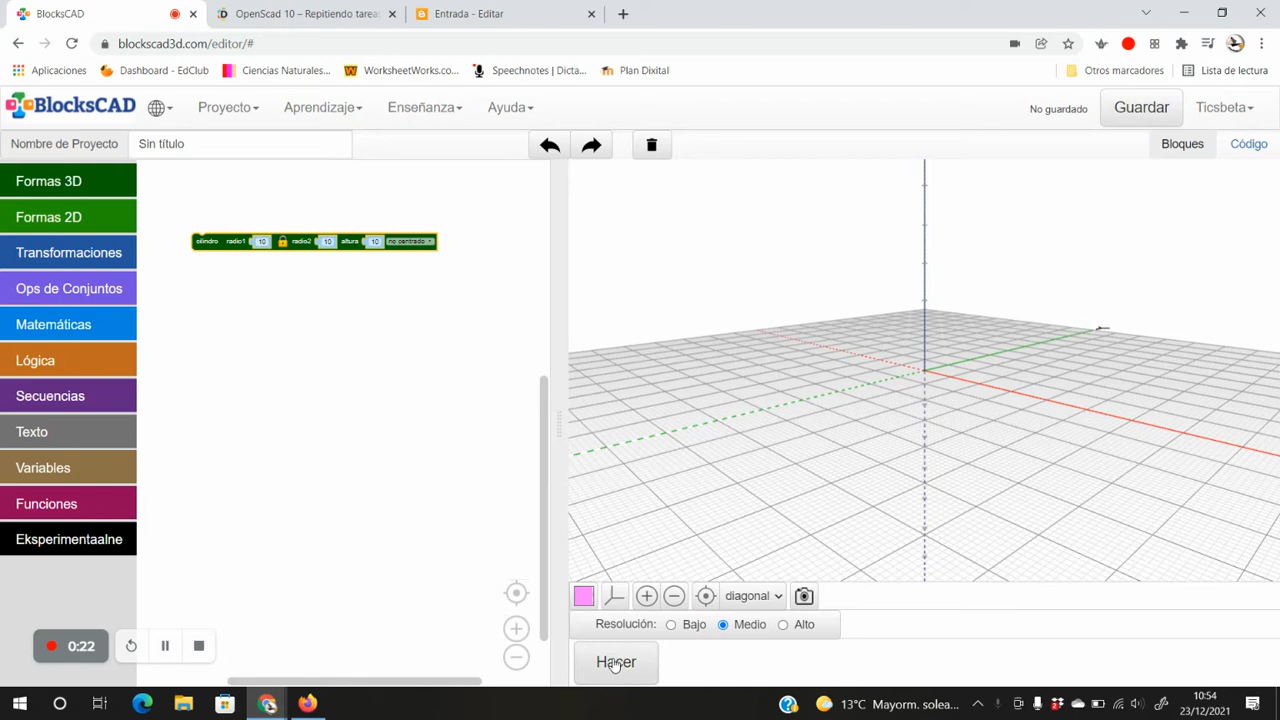 BlocksCAD
OpenScad 10 – Repitiendo tareas
Entrada - Editar
blockscad3d.com/editor/#
Aplicaciones
Dashboard - EdClub
Ciencias Naturales...
WorksheetWorks.co...
Speechnotes | Dicta...
Plan Dixital
Otros marcadores
Lista de lectura
BlocksCAD
Proyecto
Aprendizaje
Enseñanza
Ayuda
No guardado
Guardar
Ticsbeta
Nombre de Proyecto
Sin título
Bloques
Código
Formas 3D
Formas 2D
Transformaciones
Ops de Conjuntos
Matemáticas
Lógica
Secuencias
Texto
Variables
Funciones
Eksperimentaalne
cilindro radio1 10 radio2 10 altura 10 no centrado
diagonal
Resolución: Bajo Medio Alto
Hacer
0:22
13°C Mayorm. solea...
10:54
23/12/2021